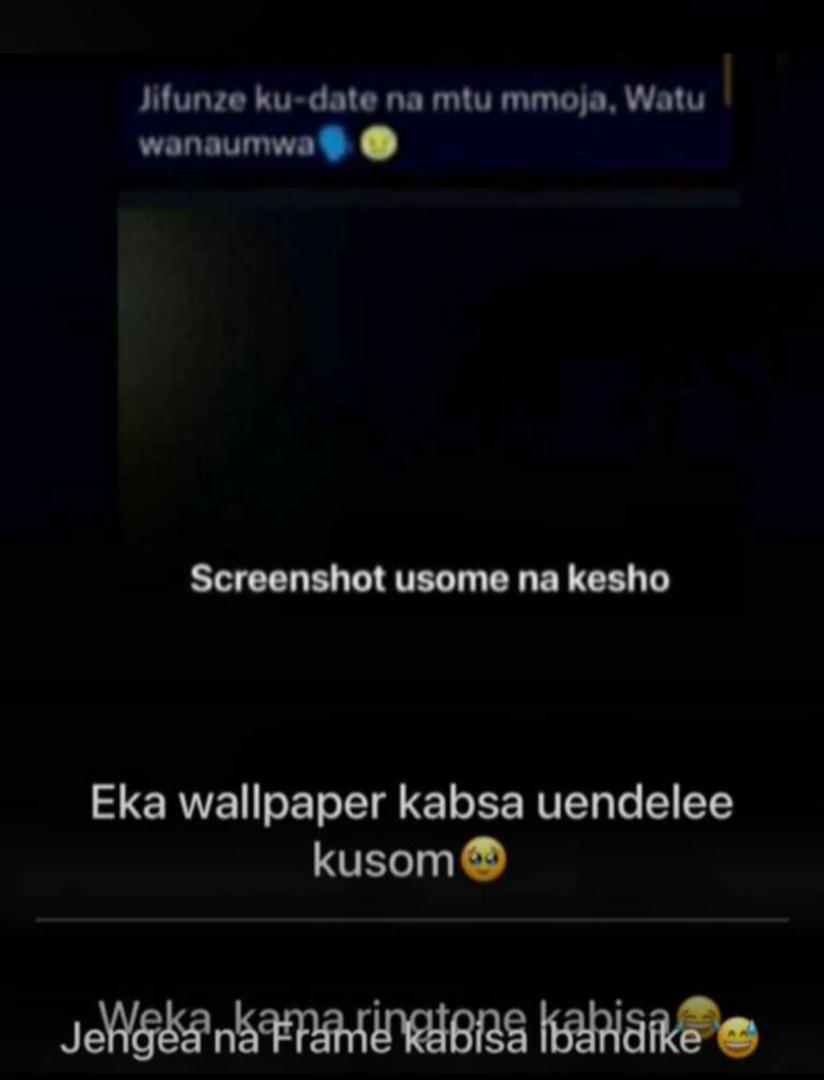 Jifunze ku-date na mtu mmoja, Watu
wanaumwa🗣️🤢
Screenshot usome na kesho
Eka wallpaper kabsa uendelee
kusom🥹
Weka kama ringtone kabisa😂
Jengea na Frame kabisa ibandike 😅